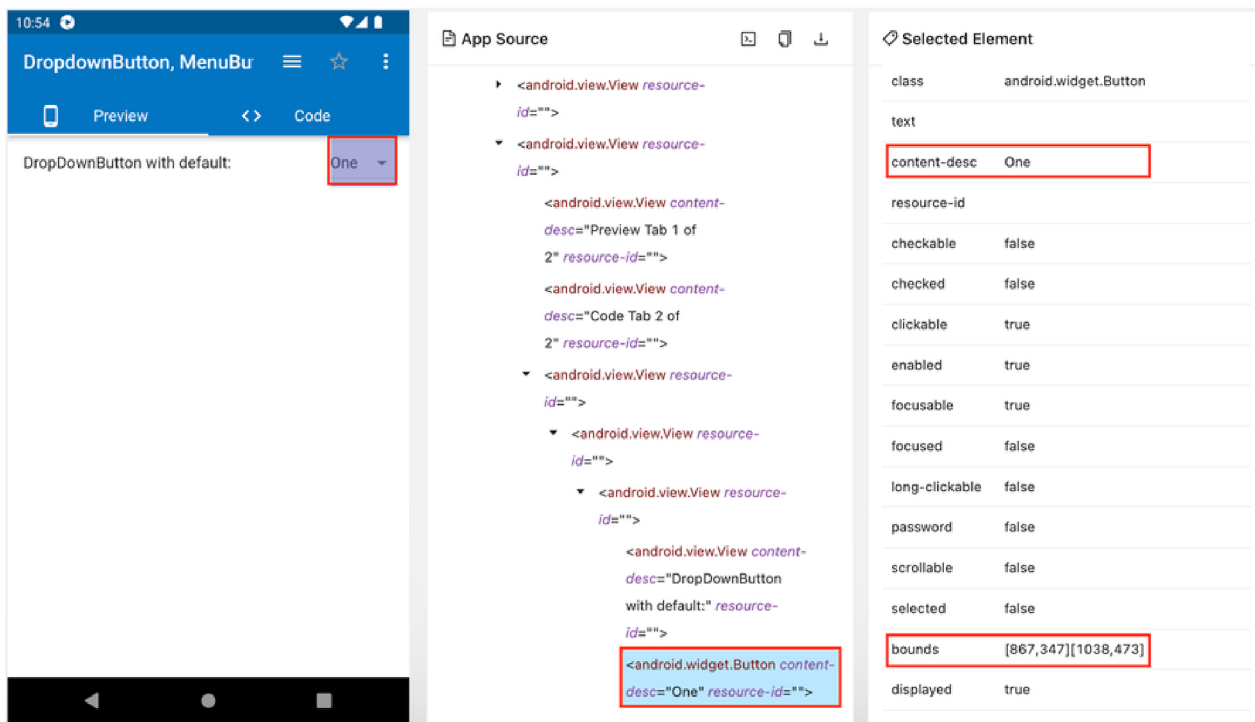 10:54
DropdownButton, MenuBu
Preview
Code
DropDownButton with default:
One
App Source
<android.view.View resource-
id="">
<android.view.View resource-
id="">
<android.view.View content-
desc="Preview Tab 1 of
2" resource-id="">
<android.view.View content-
desc="Code Tab 2 of
2" resource-id="">
<android.view.View resource-
id="">
<android.view.View resource-
id="">
<android.view.View resource-
id="">
<android.view.View content-
desc="DropDownButton
with default:" resource-
id="">
<android.widget.Button content-
desc="One" resource-id="">
Selected Element
class android.widget.Button
text
content-desc One
resource-id
checkable false
checked false
clickable true
enabled true
focusable true
focused false
long-clickable false
password false
scrollable false
selected false
bounds [867,347][1038,473]
displayed true